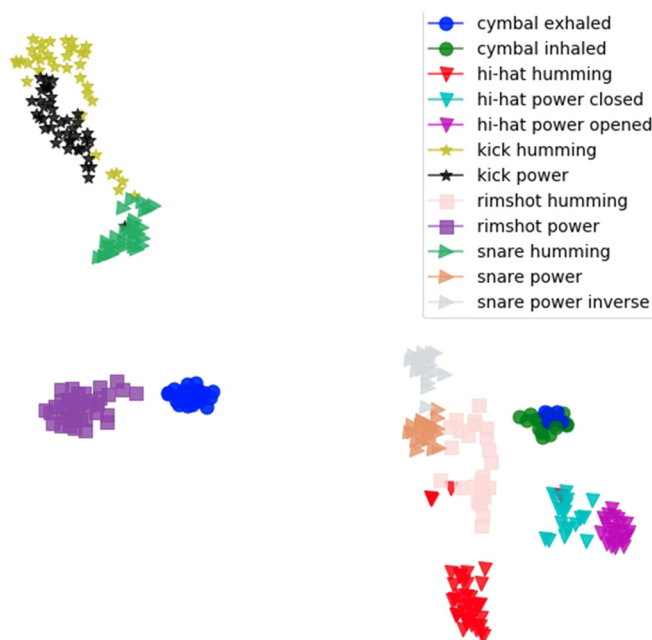 cymbal exhaled
cymbal inhaled
hi-hat humming
hi-hat power closed
hi-hat power opened
kick humming
kick power
rimshot humming
rimshot power
snare humming
snare power
snare power inverse